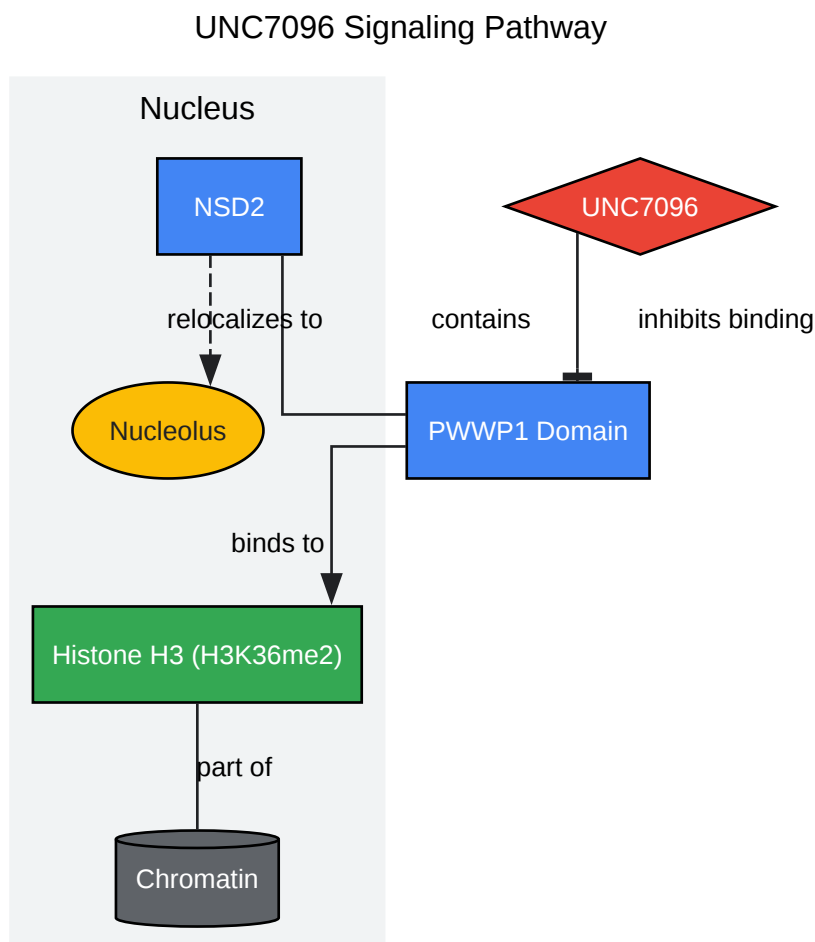 UNC7096 Signaling Pathway
Nucleus
NSD2
UNC7096
relocalizes to
contains
inhibits binding
Nucleolus
PWWP1 Domain
binds to
Histone H3 (H3K36me2)
part of
Chromatin